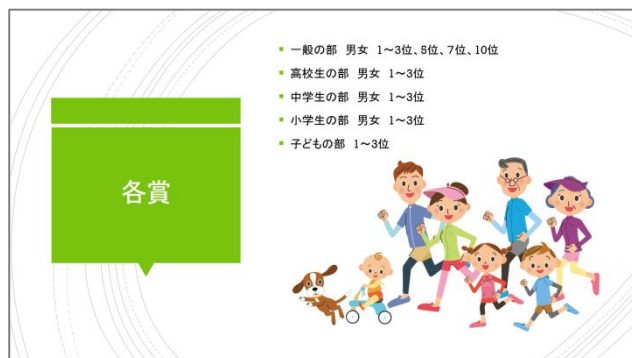 各賞
一般の部 男女 1～3位、5位、7位、10位
高校生の部 男女 1～3位
中学生の部 男女 1～3位
小学生の部 男女 1～3位
子どもの部 1～3位